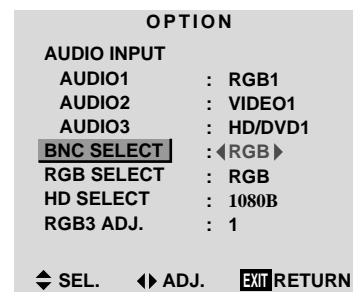 OPTION
AUDIO INPUT
AUDIO1 : RGB1
AUDIO2 : VIDEO1
AUDIO3 : HD/DVD1
BNC SELECT : ◀RGB▶
RGB SELECT : RGB
HD SELECT : 1080B
RGB3 ADJ. : 1
SEL. ADJ. EXIT RETURN